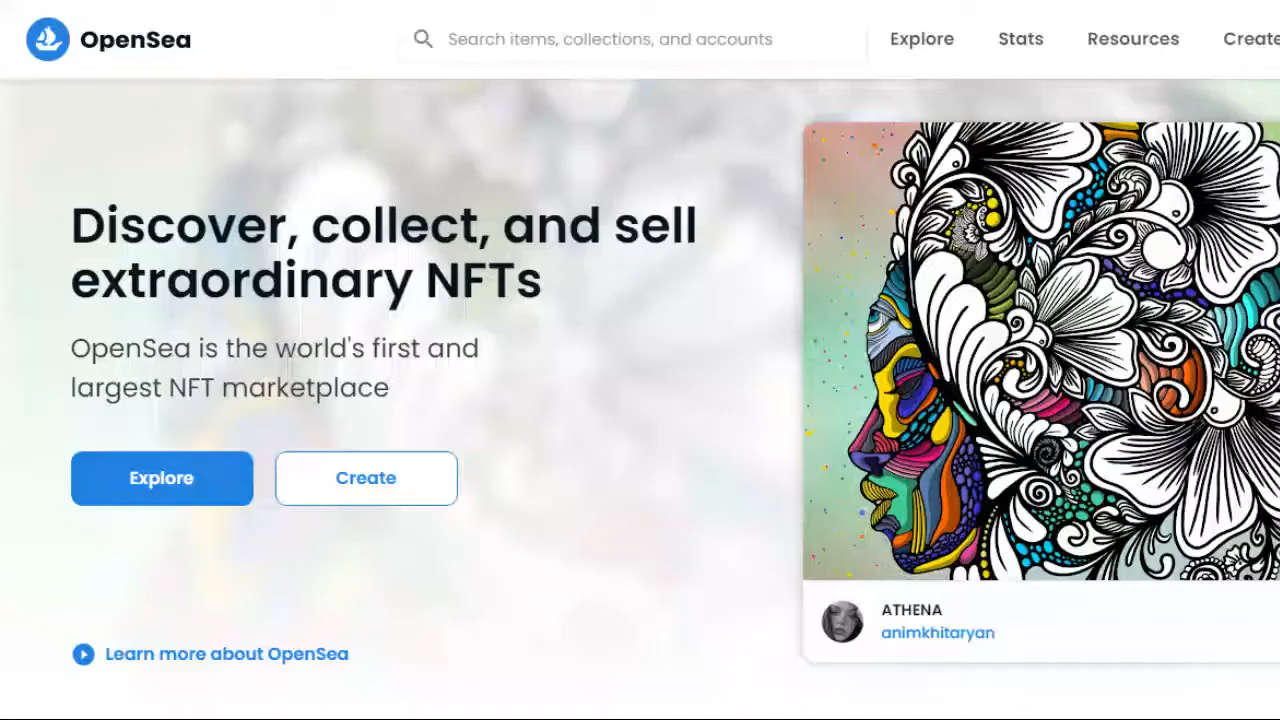 OpenSea
Search items, collections, and accounts
Explore
Stats
Resources
Create
Discover, collect, and sell
extraordinary NFTs
OpenSea is the world's first and
largest NFT marketplace
Explore
Create
Learn more about OpenSea
ATHENA
animkhitaryan